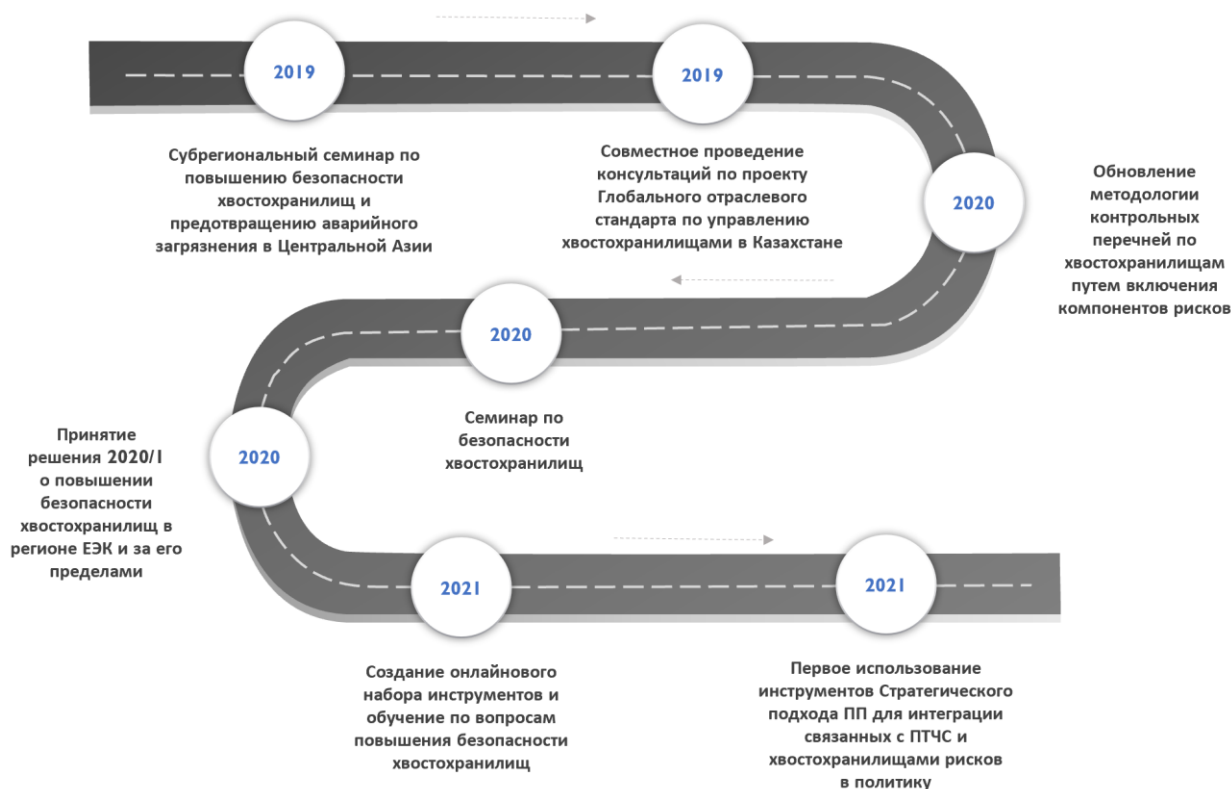 2019
Субрегиональный семинар по
повышению безопасности
хвостохранилищ и
предотвращению аварийного
загрязнения в Центральной Азии
2019
Совместное проведение
консультаций по проекту
Глобального отраслевого
стандарта по управлению
хвостохранилищами в Казахстане
2020
Обновление
методологии
контрольных
перечней по
хвостохранилищам
путем включения
компонентов рисков
2020
Семинар по
безопасности
хвостохранилищ
2020
Принятие
решения 2020/1
о повышении
безопасности
хвостохранилищ в
регионе ЕЭК и за его
пределами
2021
Создание онлайнового
набора инструментов и
обучение по вопросам
повышения безопасности
хвостохранилищ
2021
Первое использование
инструментов Стратегического
подхода ПП для интеграции
связанных с ПТЧС и
хвостохранилищами рисков
в политику